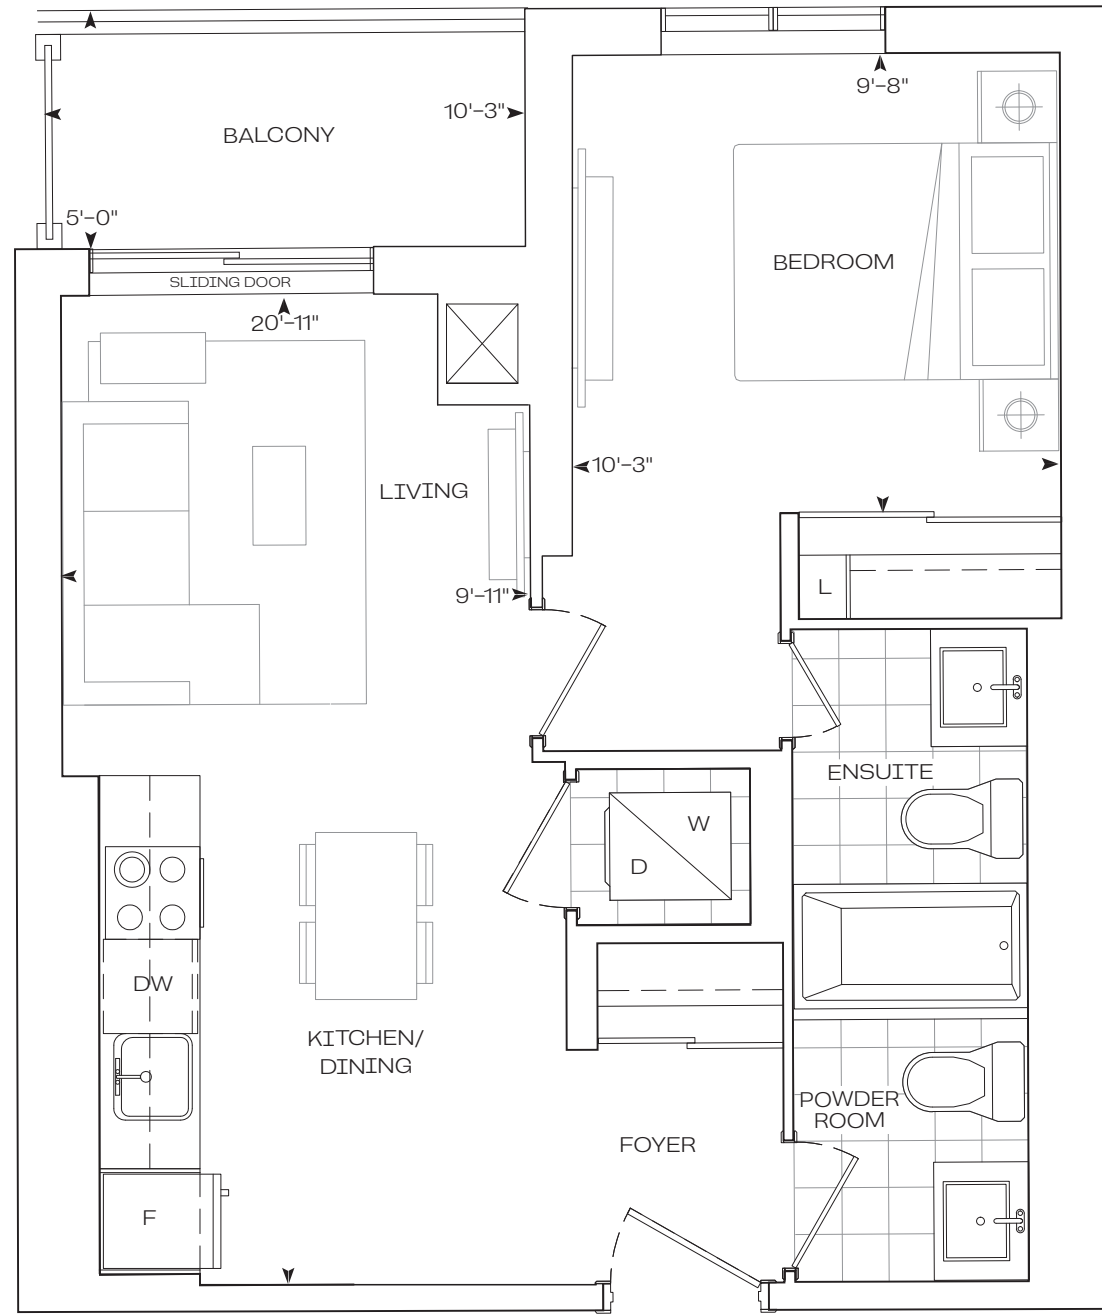 9'-8"
10'-3"
BALCONY
5'-0"
BEDROOM
SLIDING DOOR
20'-11"
10'-3"
LIVING
9'-11"
L
ENSUITE
W
D
DW
KITCHEN/
DINING
POWDER
ROOM
FOYER
F